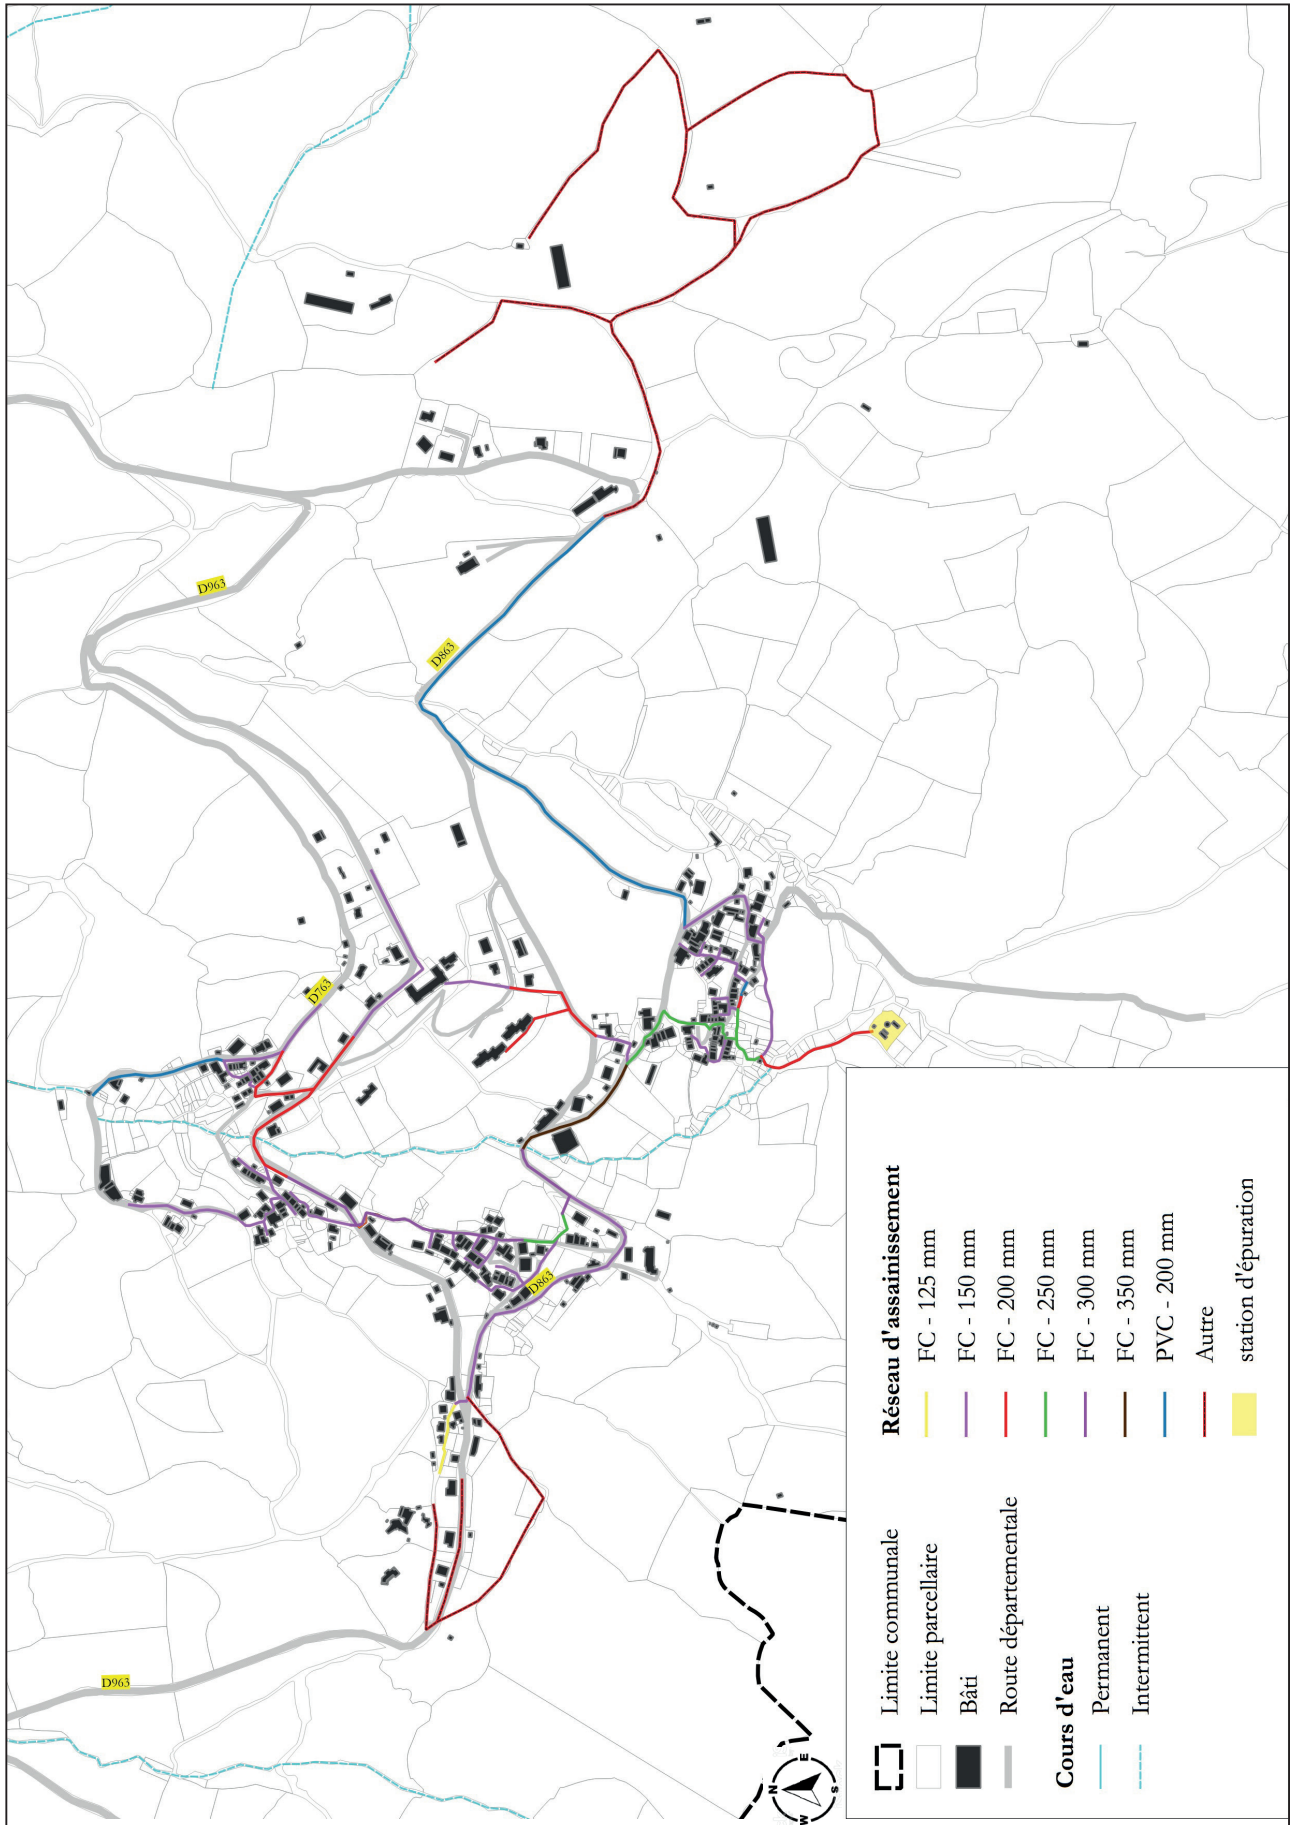 D963
D863
D763
D863
D963
N
E
S
W
Limite communale
Limite parcellaire
Bâti
Route départementale
Cours d'eau
Permanent
Intermittent
Réseau d'assainissement
FC - 125 mm
FC - 150 mm
FC - 200 mm
FC - 250 mm
FC - 300 mm
FC - 350 mm
PVC - 200 mm
Autre
station d'épuration